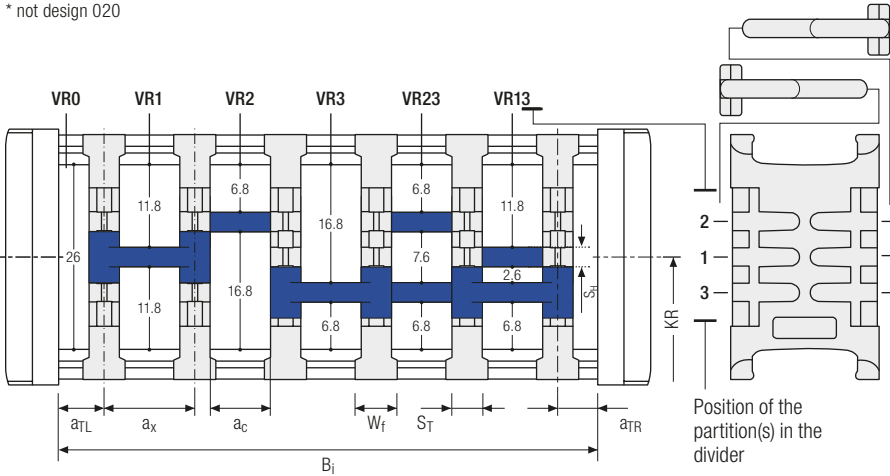 * not design 020
VR0 VR1 VR2 VR3 VR23 VR13
6.8 6.8
11.8 11.8
16.8
2
26 7.6 1
2.6 S_H
16.8 3
11.8 KR
6.8 6.8 6.8
a_TL a_x a_c W_f S_T a_TR
B_i
Position of the
partition(s) in the
divider